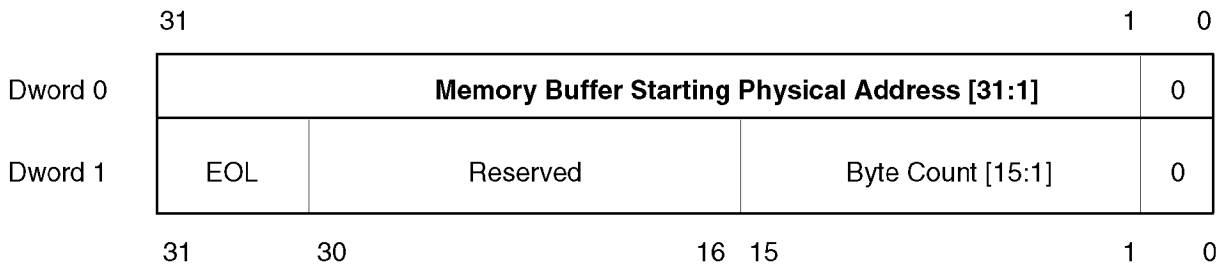 31 1 0
Dword 0 Memory Buffer Starting Physical Address [31:1] 0
Dword 1 EOL Reserved Byte Count [15:1] 0
31 30 16 15 1 0